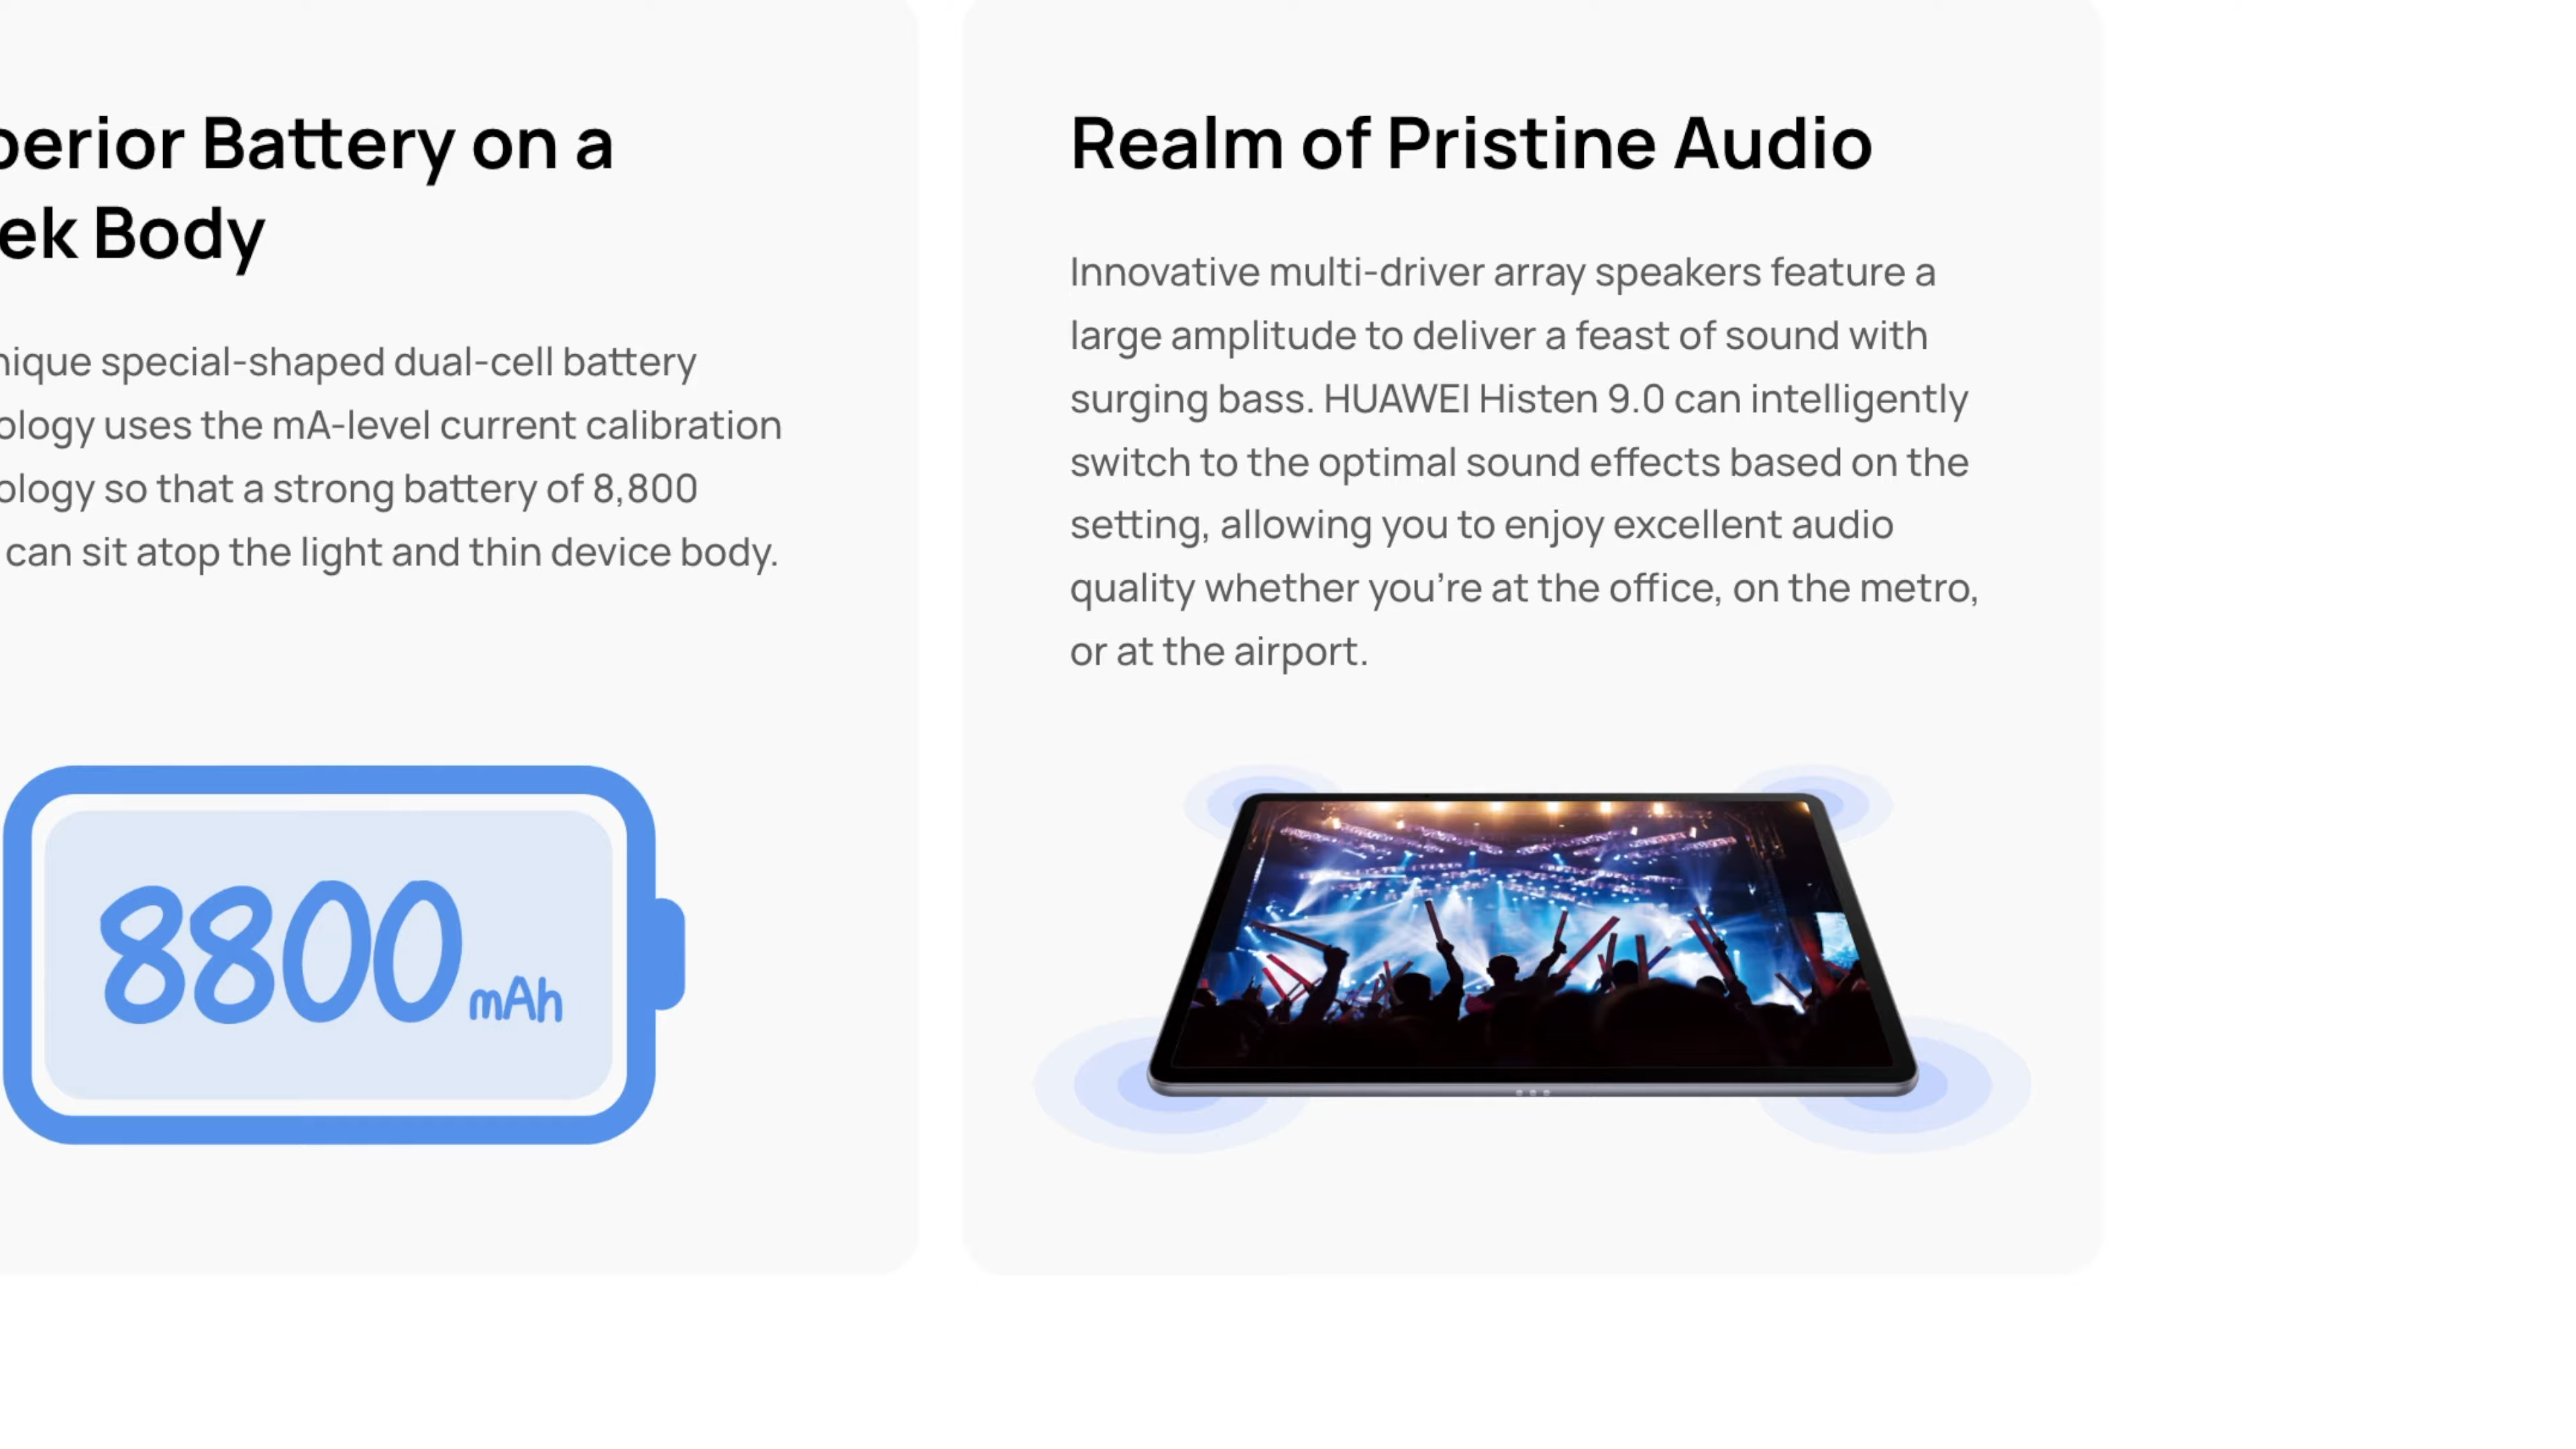 perior Battery on a
ek Body
nique special-shaped dual-cell battery
ology uses the mA-level current calibration
ology so that a strong battery of 8,800
can sit atop the light and thin device body.
8800 mAh
Realm of Pristine Audio
Innovative multi-driver array speakers feature a
large amplitude to deliver a feast of sound with
surging bass. HUAWEI Histen 9.0 can intelligently
switch to the optimal sound effects based on the
setting, allowing you to enjoy excellent audio
quality whether you’re at the office, on the metro,
or at the airport.